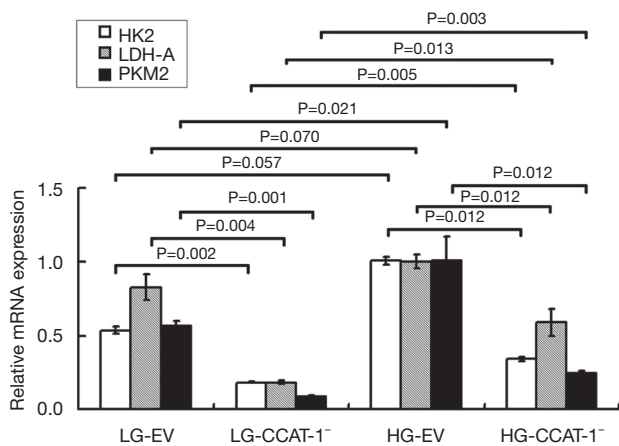 HK2
LDH-A
PKM2
P=0.003
P=0.013
P=0.005
P=0.021
P=0.070
P=0.057
P=0.001
P=0.004
P=0.002
P=0.012
P=0.012
P=0.012
Relative mRNA expression
1.5
1.0
0.5
0.0
LG-EV LG-CCAT-1⁻ HG-EV HG-CCAT-1⁻